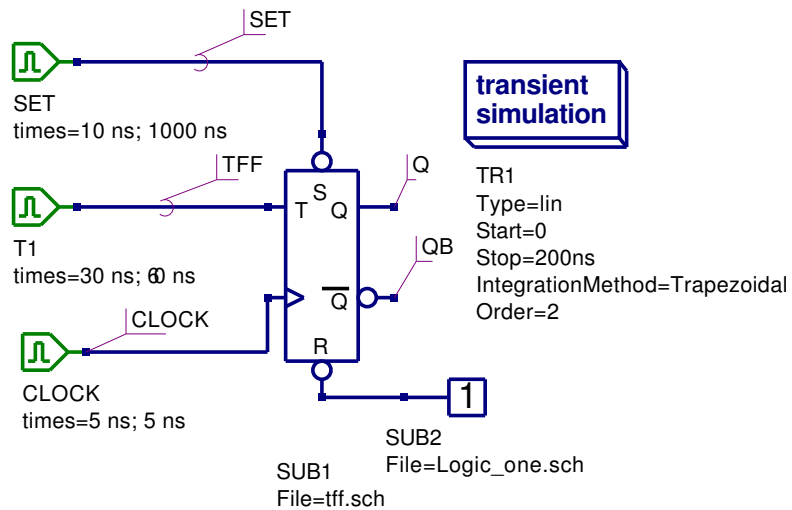 SET
SET
times=10 ns; 1000 ns
TFF
T1
times=30 ns; 60 ns
CLOCK
CLOCK
times=5 ns; 5 ns
S
T
Q
Q
R
Q
QB
1
SUB1
File=tff.sch
SUB2
File=Logic_one.sch
transient
simulation
TR1
Type=lin
Start=0
Stop=200ns
IntegrationMethod=Trapezoidal
Order=2